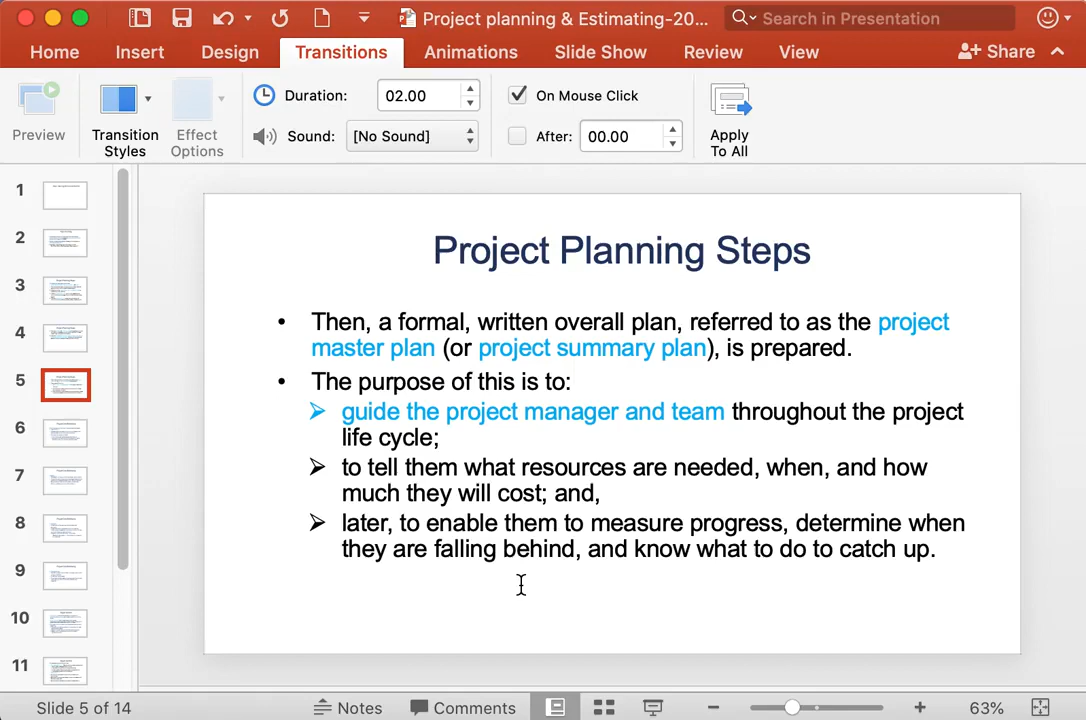 Project planning & Estimating-20...
Search in Presentation
Home Insert Design Transitions Animations Slide Show Review View Share
Preview
Transition Styles
Effect Options
Duration: 02.00
Sound: [No Sound]
On Mouse Click
After: 00.00
Apply To All
1
2
3
4
5
6
7
8
9
10
11
Project Planning Steps
• Then, a formal, written overall plan, referred to as the project
master plan (or project summary plan), is prepared.
• The purpose of this is to:
➢ guide the project manager and team throughout the project
life cycle;
➢ to tell them what resources are needed, when, and how
much they will cost; and,
➢ later, to enable them to measure progress, determine when
they are falling behind, and know what to do to catch up.
Slide 5 of 14 Notes Comments 63%